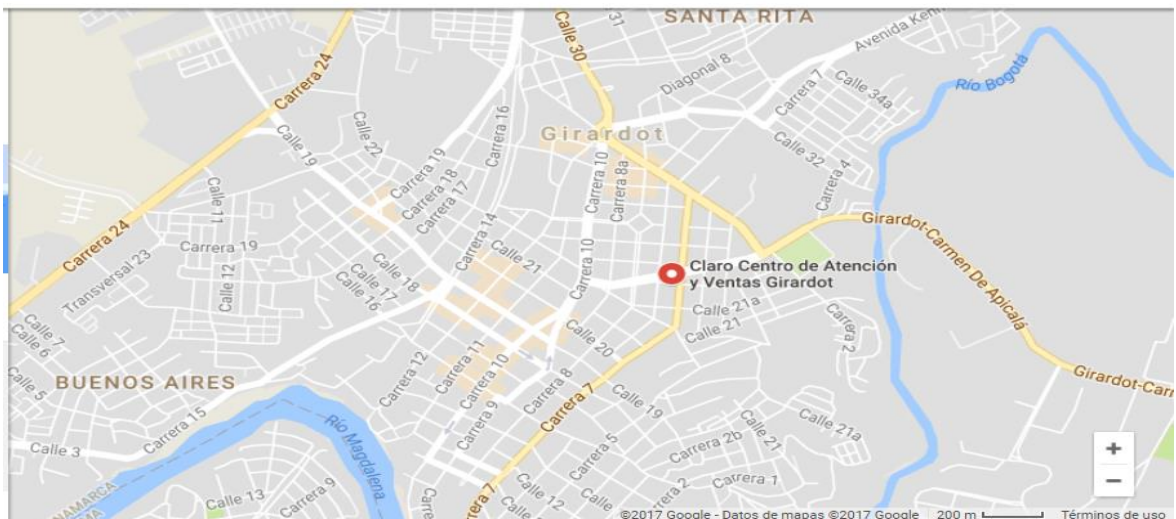 SANTA RITA
Calle 30
Avenida Kenn
Carrera 24
Diagonal 8
Carrera 7
Calle 34a
Río Bogotá
Carrera 16
Calle 22
Calle 19
Girardot
Carrera 10
Carrera 8a
Calle 32
Carrera 4
Carrera 19
Carrera 18
Carrera 17
Calle 11
Girardot-Carmen De Apicalá
Carrera 24
Carrera 19
Carrera 14
Calle 21
Carrera 10
Claro Centro de Atención
y Ventas Girardot
Transversal 23
Calle 12
Calle 18
Calle 17
Calle 16
Calle 21a
Calle 21
Carrera 2
Calle 7
Calle 6
Calle 5
Calle 20
Carrera 12
Carrera 11
Carrera 10
Carrera 9
Carrera 8
Carrera 7
Calle 19
BUENOS AIRES
Girardot-Carm
Carrera 15
Calle 3
Río Magdalena
Carrera 5
Carrera 2b
Calle 21
Calle 21a
Carrera 1
Carrera 2
Calle 12
Carrera 7
Calle 13
Carrera 9
NAMARCA
+
−
©2017 Google - Datos de mapas ©2017 Google 200 m Términos de uso